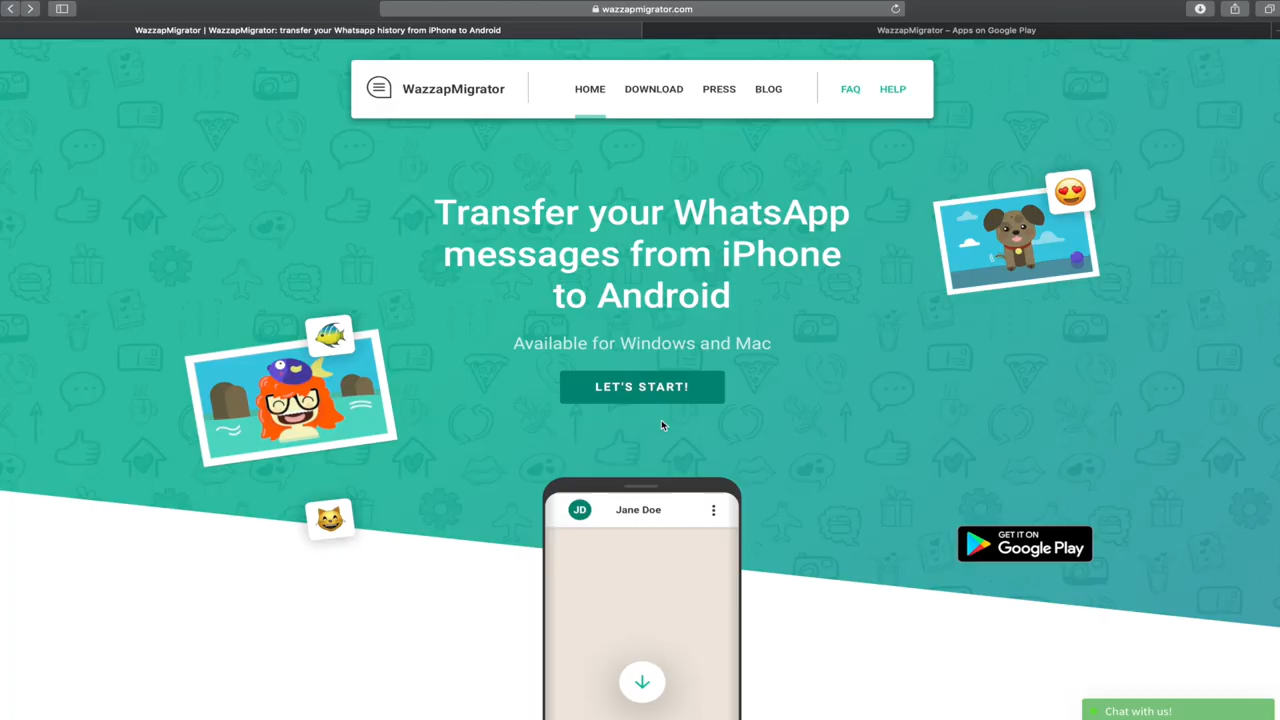 wazzapmigrator.com
WazzapMigrator | WazzapMigrator: transfer your Whatsapp history from iPhone to Android
WazzapMigrator – Apps on Google Play
WazzapMigrator
HOME
DOWNLOAD
PRESS
BLOG
FAQ
HELP
Transfer your WhatsApp
messages from iPhone
to Android
Available for Windows and Mac
LET'S START!
JD
Jane Doe
GET IT ON
Google Play
Chat with us!